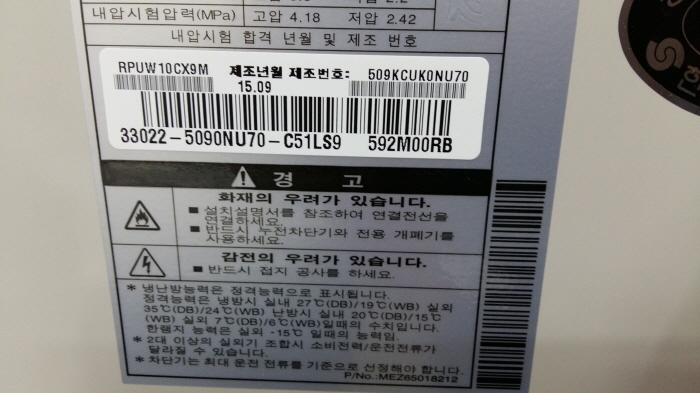 내압시험압력(MPa) 고압 4.18 저압 2.42
내압시험 합격 년월 및 제조 번호
RPUW10CX9M 제조년월 제조번호: 509KCUK0NU70
15.09
33022-5090NU70-C51LS9 592M00RB
경 고
화재의 우려가 있습니다.
■ 설치설명서를 참조하여 연결전선을
연결하세요.
■ 반드시 누전차단기와 전용 개폐기를
사용하세요.
감전의 우려가 있습니다.
■ 반드시 접지 공사를 하세요.
* 냉난방능력은 정격능력으로 표시됩니다.
정격능력은 냉방시 실내 27℃(DB)/19℃(WB) 실외
35℃(DB)/24℃(WB) 난방시 실내 20℃(DB)/15℃
(WB) 실외 7℃(DB)/6℃(WB)일때의 수치입니다.
한랭지 능력은 실외 -15℃ 일때의 능력임.
* 2대 이상의 실외기 조합시 소비전력/운전전류가
달라질 수 있습니다.
* 차단기는 최대 운전 전류를 기준으로 선정해야 합니다.
P/No.:MEZ65018212